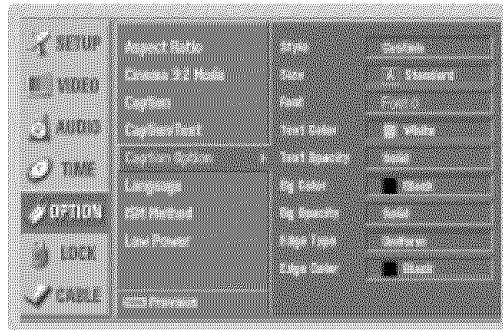 SETUP
VIDEO
AUDIO
TIME
OPTION
LOCK
CABLE
Aspect Ratio
Cinema 3:2 Mode
Caption
Caption/Text
Caption Option
Language
ISM Method
Low Power
Previous
Style Custom
Size A Standard
Font Font 0
Text Color White
Text Opacity Solid
Bg Color Black
Bg Opacity Solid
Edge Type Uniform
Edge Color Black